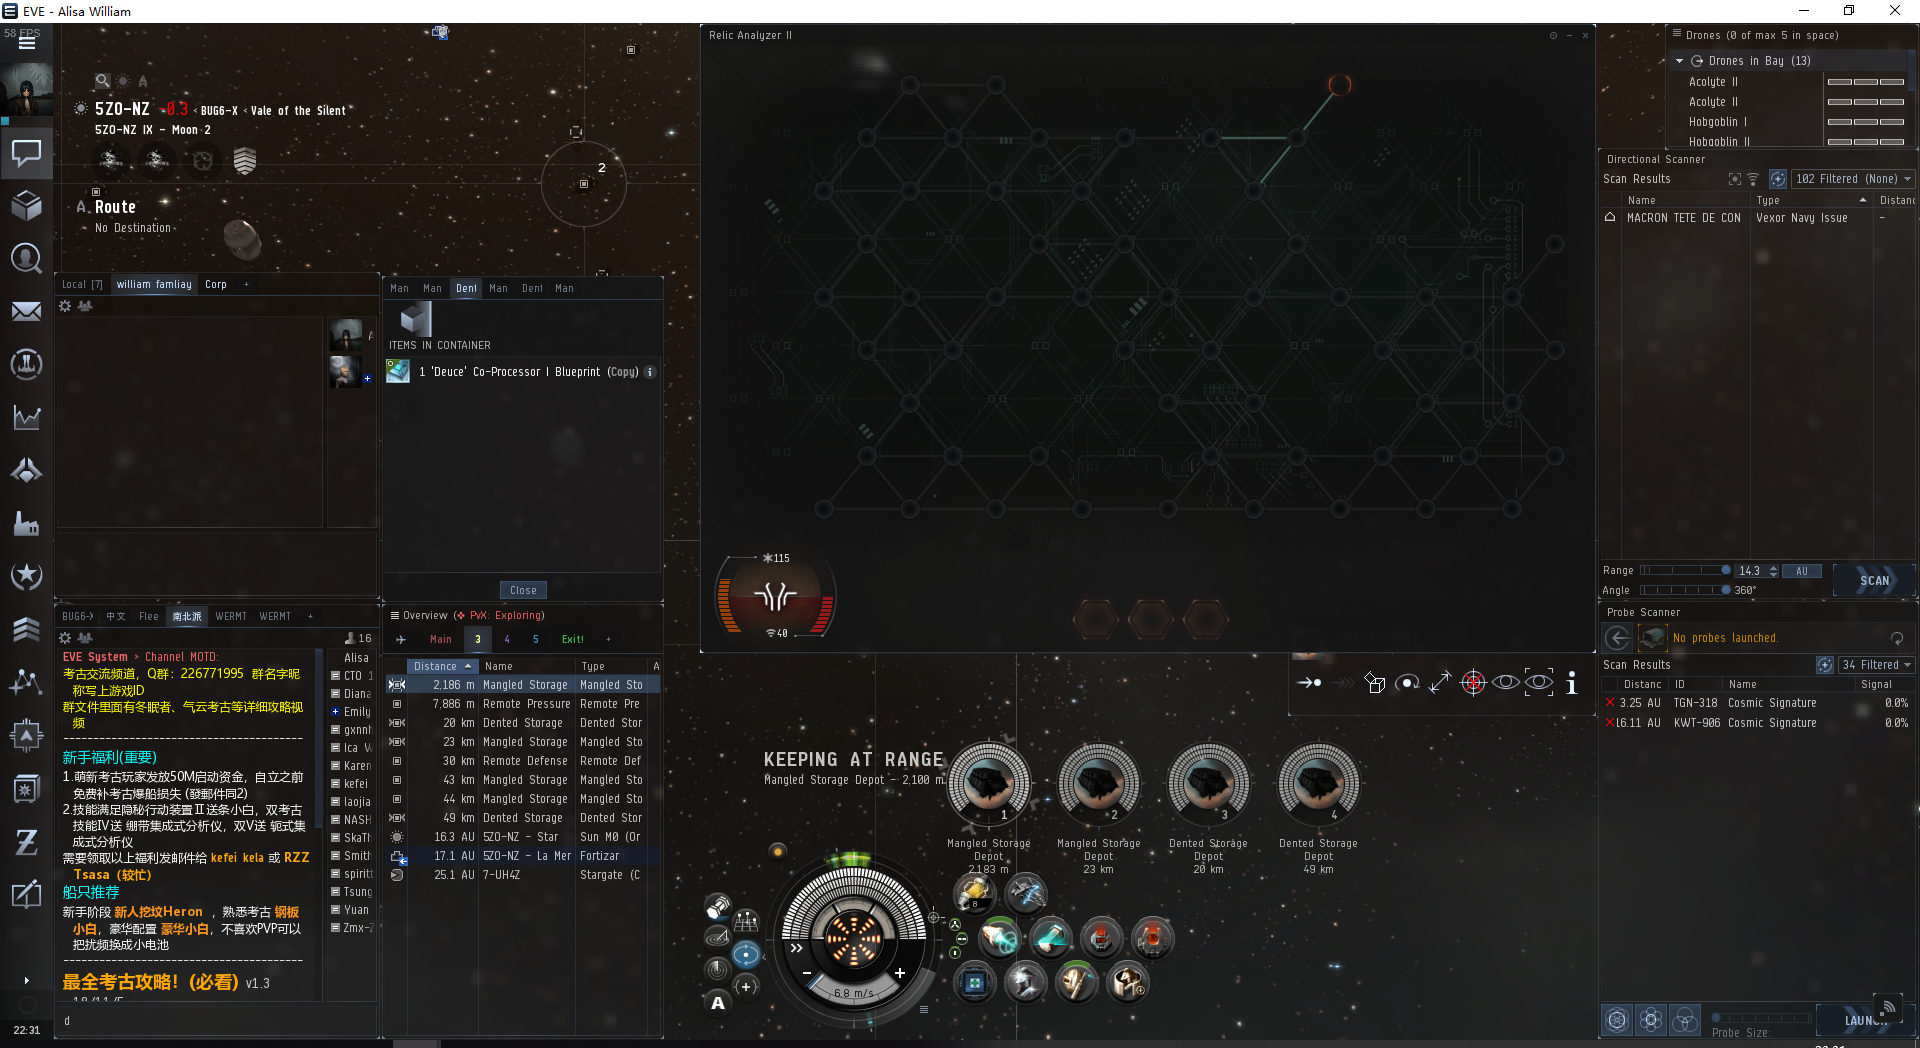 EVE - Alisa William
58 FPS
5ZO-NZ -0.3 < BUG6-X < Vale of the Silent
5ZO-NZ IX - Moon 2
2
Route
No Destination
Local [7] william famliay Corp +
Man Man Dent Man Dent Man
ITEMS IN CONTAINER
1 'Deuce' Co-Processor I Blueprint (Copy)
Close
BUG6-X 中文 Flee 南北派 WERMT WERMT +
16
EVE System > Channel MOTD:
考古交流频道，Q群：226771995 群名字昵
称写上游戏ID
群文件里面有冬眠者、气云考古等详细攻略视
频
----------------------------------------
新手福利(重要)
1.萌新考古玩家发放50M启动资金，自立之前
免费补考古爆船损失 (發邮件同2)
2.技能满足隐秘行动装置Ⅱ送条小白，双考古
技能IV送 绷带集成式分析仪，双V送 轭式集
成式分析仪
需要领取以上福利发邮件给 kefei kela 或 RZZ
Tsasa（较忙）
船只推荐
新手阶段 新人挖坟Heron ，熟悉考古 钢板
小白，豪华配置 豪华小白，不喜欢PVP可以
把扰频换成小电池
----------------------------------------
最全考古攻略！(必看) v1.3
d
Alisa
CTO 1
Diana
Emily
gxnnh
Ica W
Karen
kefei
laojia
NASH
SkaTh
Smith
spiritt
Tsung
Yuan
Zmx-Z
22:31
Overview (PvX: Exploring)
Main 3 4 5 Exit! +
Distance Name Type A
2,186 m Mangled Storage Mangled Sto
7,886 m Remote Pressure Remote Pre
20 km Dented Storage Dented Stor
23 km Mangled Storage Mangled Sto
30 km Remote Defense Remote Def
43 km Mangled Storage Mangled Sto
44 km Mangled Storage Mangled Sto
49 km Dented Storage Dented Stor
16.3 AU 5ZO-NZ - Star Sun M0 (Or
17.1 AU 5ZO-NZ - La Mer Fortizar
25.1 AU 7-UH4Z Stargate (C
Relic Analyzer II
115
40
KEEPING AT RANGE
Mangled Storage Depot - 2,100 m
1
Mangled Storage
Depot
2,183 m
2
Mangled Storage
Depot
23 km
3
Dented Storage
Depot
20 km
4
Dented Storage
Depot
49 km
8
6.8 m/s
Drones (0 of max 5 in space)
Drones in Bay (13)
Acolyte II
Acolyte II
Hobgoblin I
Hobgoblin II
Directional Scanner
Scan Results 102 Filtered (None)
Name Type Distanc
MACRON TETE DE CON Vexor Navy Issue -
Range 14.3 AU
Angle 360°
SCAN
Probe Scanner
No probes launched.
Scan Results 34 Filtered
Distanc ID Name Signal
3.25 AU TGN-318 Cosmic Signature 0.0%
16.11 AU KWT-906 Cosmic Signature 0.0%
Probe Size: